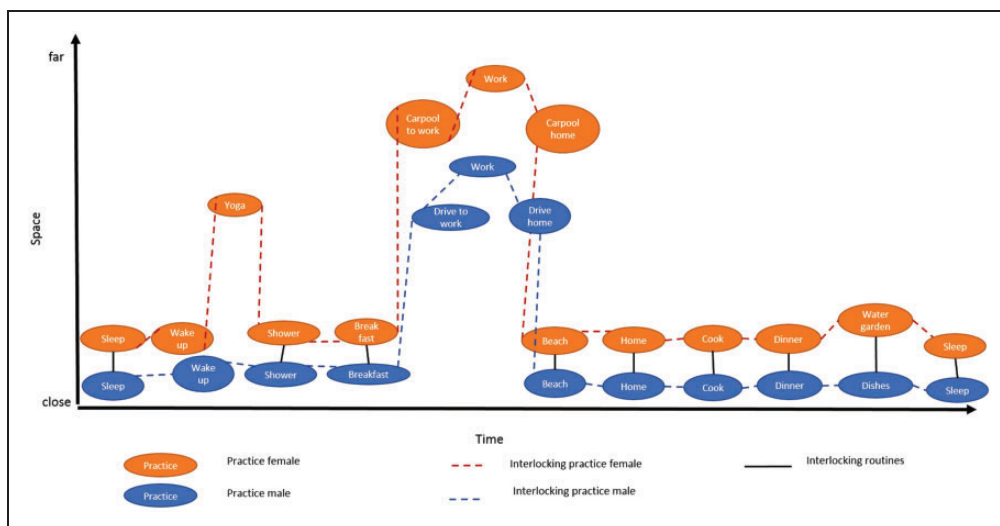 far
Work
Carpool
to work
Carpool
home
Work
Yoga
Drive to
work
Drive
home
Space
Sleep
Wake
up
Shower
Break
fast
Beach
Home
Cook
Dinner
Water
garden
Sleep
Sleep
Wake
up
Shower
Breakfast
Beach
Home
Cook
Dinner
Dishes
Sleep
close
Time
Practice
Practice female
Interlocking practice female
Interlocking routines
Practice
Practice male
Interlocking practice male